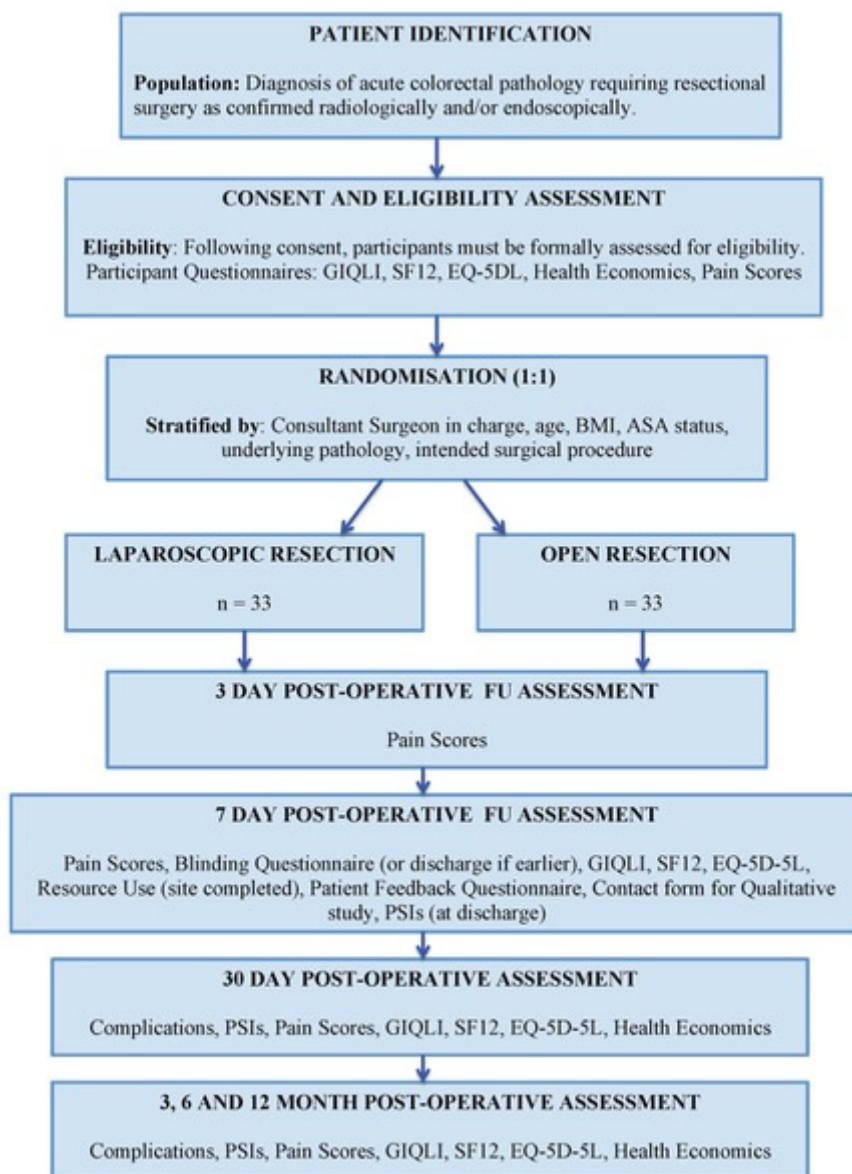 PATIENT IDENTIFICATION
Population: Diagnosis of acute colorectal pathology requiring resectional
surgery as confirmed radiologically and/or endoscopically.
CONSENT AND ELIGIBILITY ASSESSMENT
Eligibility: Following consent, participants must be formally assessed for eligibility.
Participant Questionnaires: GIQLI, SF12, EQ-5DL, Health Economics, Pain Scores
RANDOMISATION (1:1)
Stratified by: Consultant Surgeon in charge, age, BMI, ASA status,
underlying pathology, intended surgical procedure
LAPAROSCOPIC RESECTION
n = 33
OPEN RESECTION
n = 33
3 DAY POST-OPERATIVE FU ASSESSMENT
Pain Scores
7 DAY POST-OPERATIVE FU ASSESSMENT
Pain Scores, Blinding Questionnaire (or discharge if earlier), GIQLI, SF12, EQ-5D-5L,
Resource Use (site completed), Patient Feedback Questionnaire, Contact form for Qualitative
study, PSIs (at discharge)
30 DAY POST-OPERATIVE ASSESSMENT
Complications, PSIs, Pain Scores, GIQLI, SF12, EQ-5D-5L, Health Economics
3, 6 AND 12 MONTH POST-OPERATIVE ASSESSMENT
Complications, PSIs, Pain Scores, GIQLI, SF12, EQ-5D-5L, Health Economics